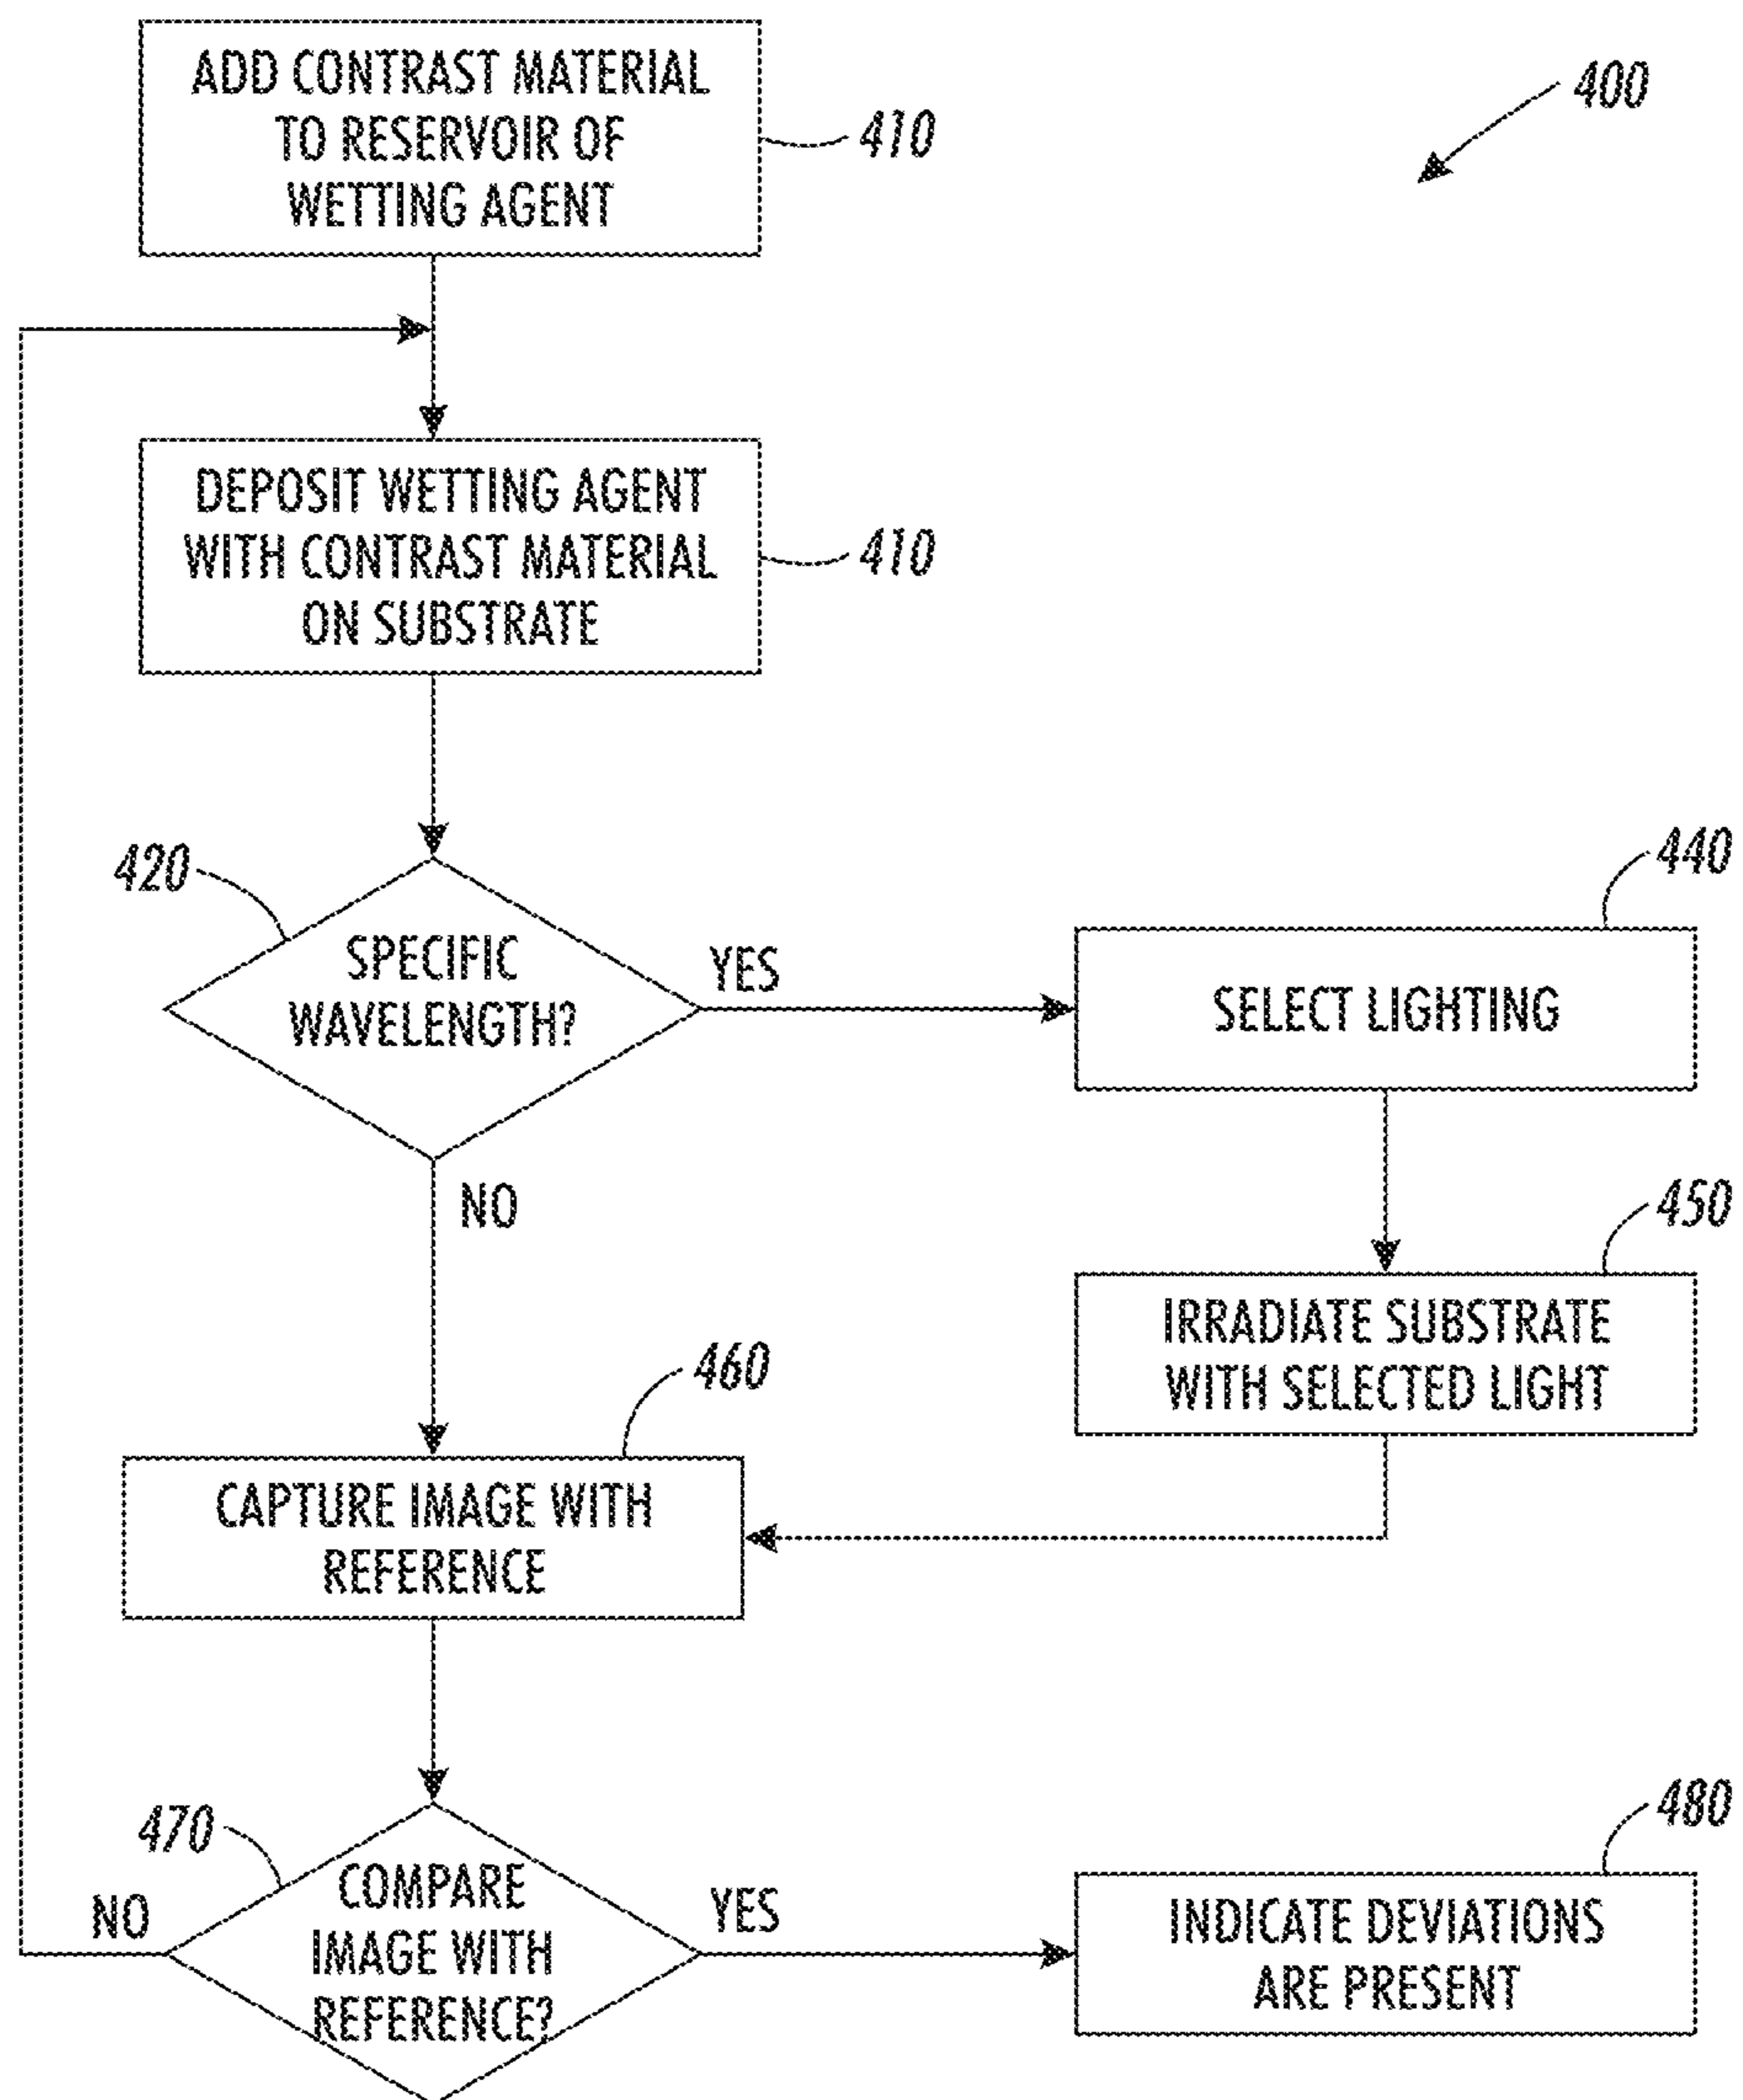 ADD CONTRAST MATERIAL
TO RESERVOIR OF
WETTING AGENT
410
400
DEPOSIT WETTING AGENT
WITH CONTRAST MATERIAL
ON SUBSTRATE
410
420
SPECIFIC
WAVELENGTH?
YES
NO
440
SELECT LIGHTING
450
IRRADIATE SUBSTRATE
WITH SELECTED LIGHT
460
CAPTURE IMAGE WITH
REFERENCE
470
COMPARE
IMAGE WITH
REFERENCE?
NO
YES
480
INDICATE DEVIATIONS
ARE PRESENT